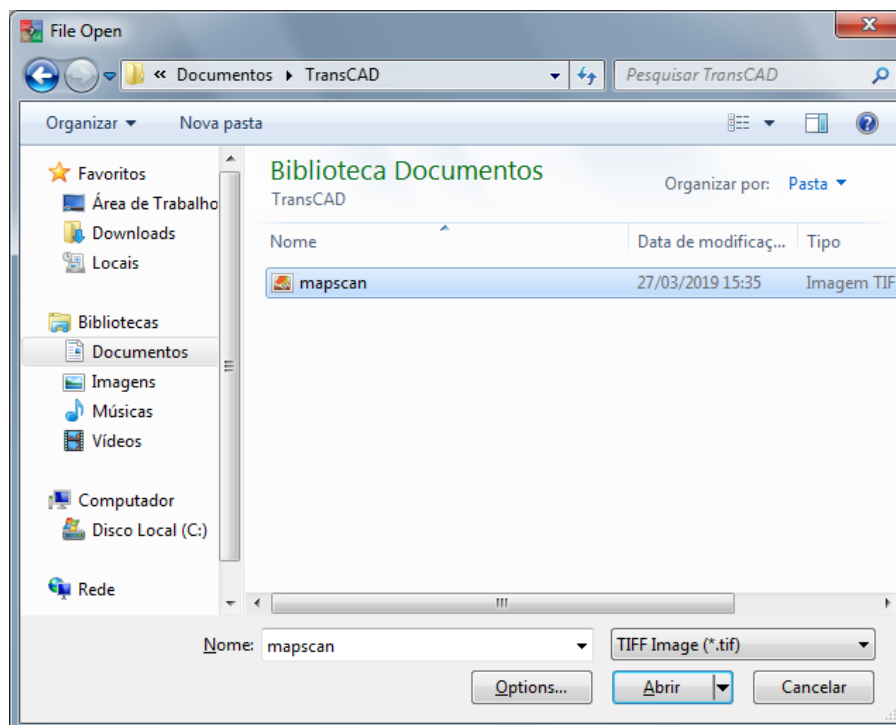 File Open
« Documentos TransCAD
Pesquisar TransCAD
Organizar Nova pasta
Favoritos
Área de Trabalho
Downloads
Locais
Bibliotecas
Documentos
Imagens
Músicas
Vídeos
Computador
Disco Local (C:)
Rede
Biblioteca Documentos
TransCAD
Organizar por: Pasta
Nome Data de modificaç... Tipo
mapscan 27/03/2019 15:35 Imagem TIF
Nome: mapscan TIFF Image (*.tif)
Options... Abrir Cancelar